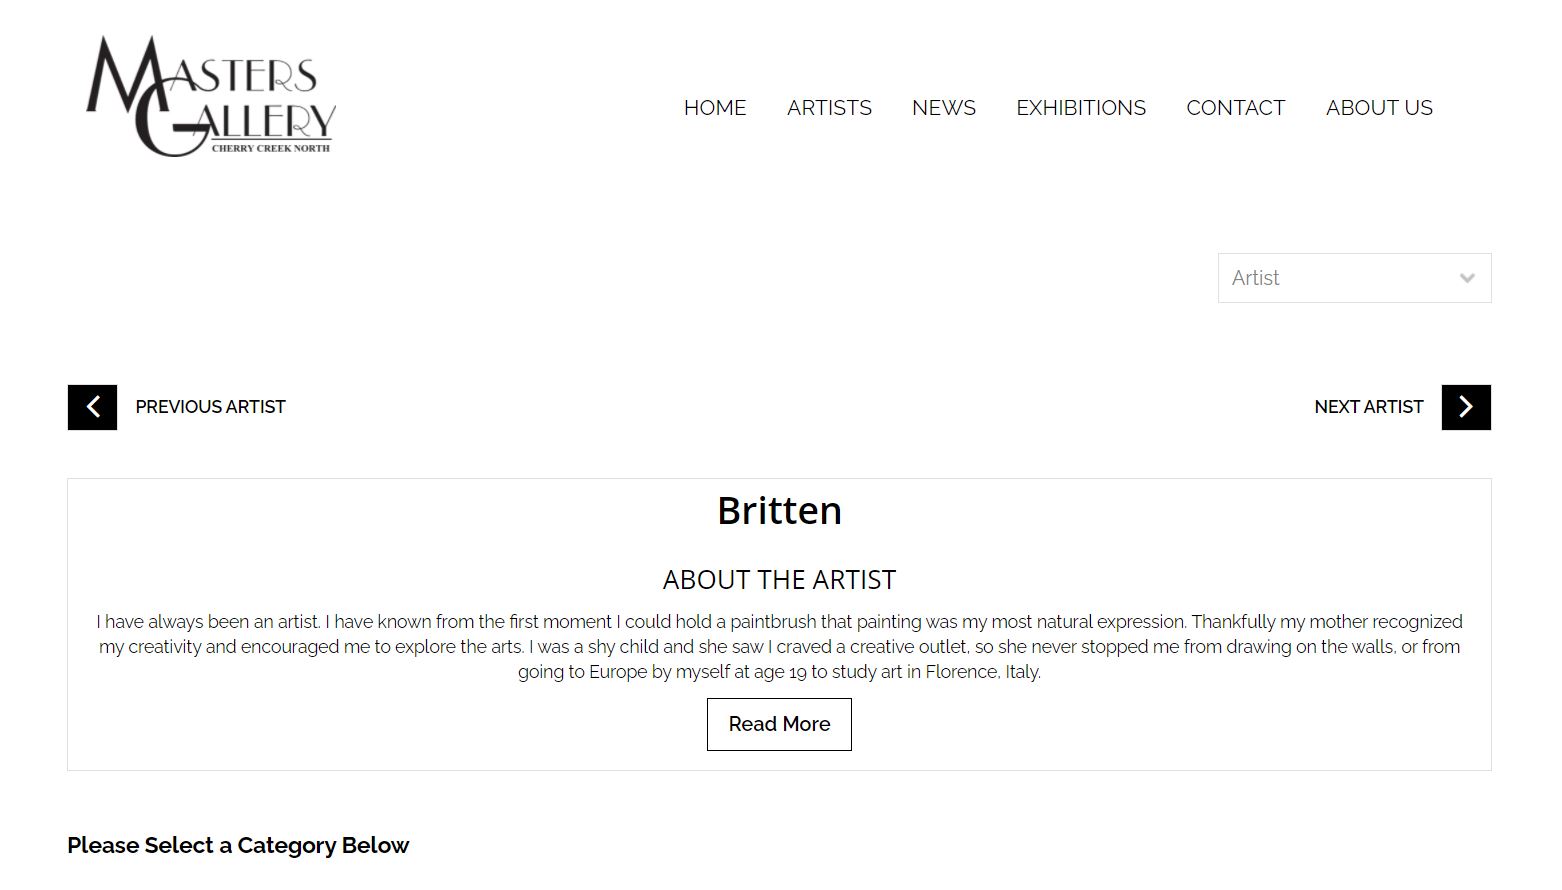 MASTERS
GALLERY
CHERRY CREEK NORTH
HOME ARTISTS NEWS EXHIBITIONS CONTACT ABOUT US
Artist
PREVIOUS ARTIST NEXT ARTIST
Britten
ABOUT THE ARTIST
I have always been an artist. I have known from the first moment I could hold a paintbrush that painting was my most natural expression. Thankfully my mother recognized
my creativity and encouraged me to explore the arts. I was a shy child and she saw I craved a creative outlet, so she never stopped me from drawing on the walls, or from
going to Europe by myself at age 19 to study art in Florence, Italy.
Read More
Please Select a Category Below